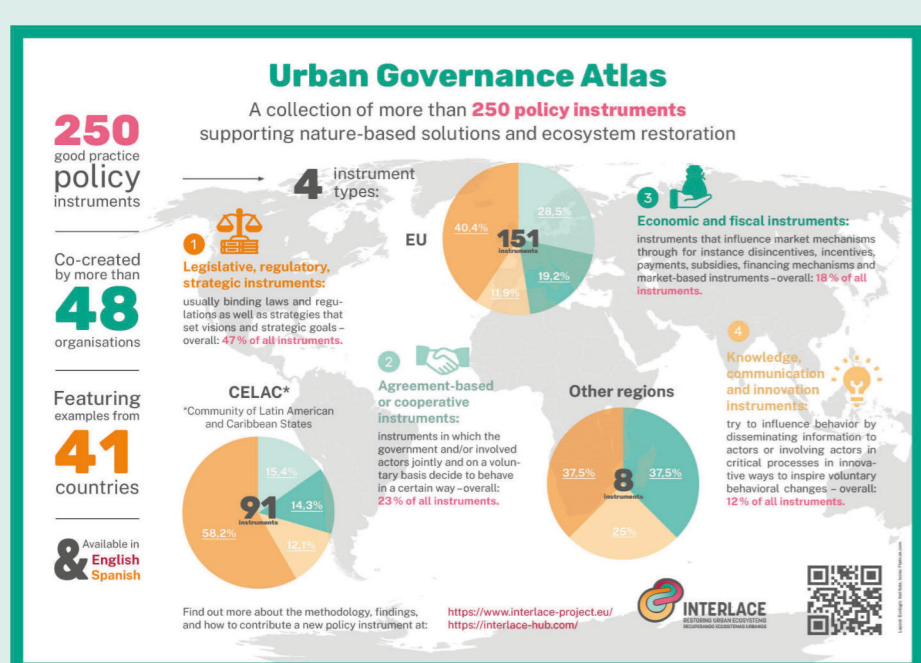 Urban Governance Atlas
A collection of more than 250 policy instruments
supporting nature-based solutions and ecosystem restoration
250
good practice
policy
instruments
Co-created
by more than
48
organisations
Featuring
examples from
41
countries
& Available in
English
Spanish
4 instrument
types:
1
Legislative, regulatory,
strategic instruments:
usually binding laws and regu-
lations as well as strategies that
set visions and strategic goals –
overall: 47% of all instruments.
EU
40,4%
28,5%
151
instruments
19,2%
11,9%
3
Economic and fiscal instruments:
instruments that influence market mechanisms
through for instance disincentives, incentives,
payments, subsidies, financing mechanisms and
market-based instruments – overall: 18% of all
instruments.
2
Agreement-based
or cooperative
instruments:
instruments in which the
government and/or involved
actors jointly and on a volun-
tary basis decide to behave
in a certain way – overall:
23% of all instruments.
4
Knowledge,
communication
and innovation
instruments:
try to influence behavior by
disseminating information to
actors or involving actors in
critical processes in innova-
tive ways to inspire voluntary
behavioral changes – overall:
12% of all instruments.
CELAC*
*Community of Latin American
and Caribbean States
15,4%
91
instruments
14,3%
58,2%
12,1%
Other regions
37,5%
8
instruments
37,5%
25%
Find out more about the methodology, findings,
and how to contribute a new policy instrument at:
https://www.interlace-project.eu/
https://interlace-hub.com/
INTERLACE
RESTORING URBAN ECOSYSTEMS
RECUPERANDO ECOSISTEMAS URBANOS